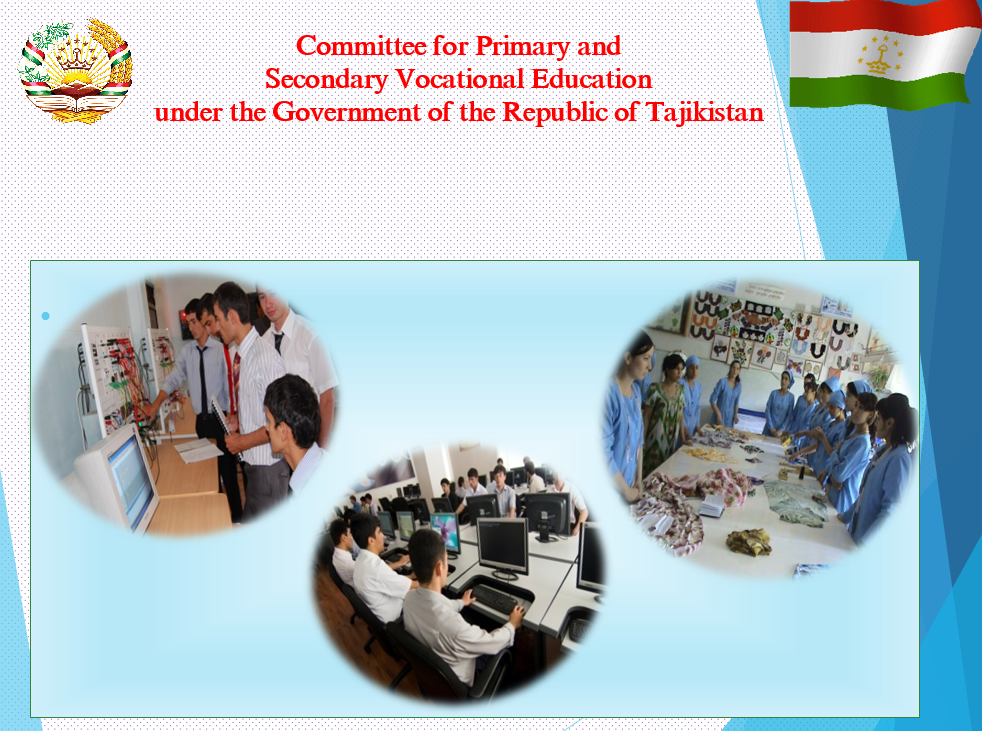 Committee for Primary and
Secondary Vocational Education
under the Government of the Republic of Tajikistan